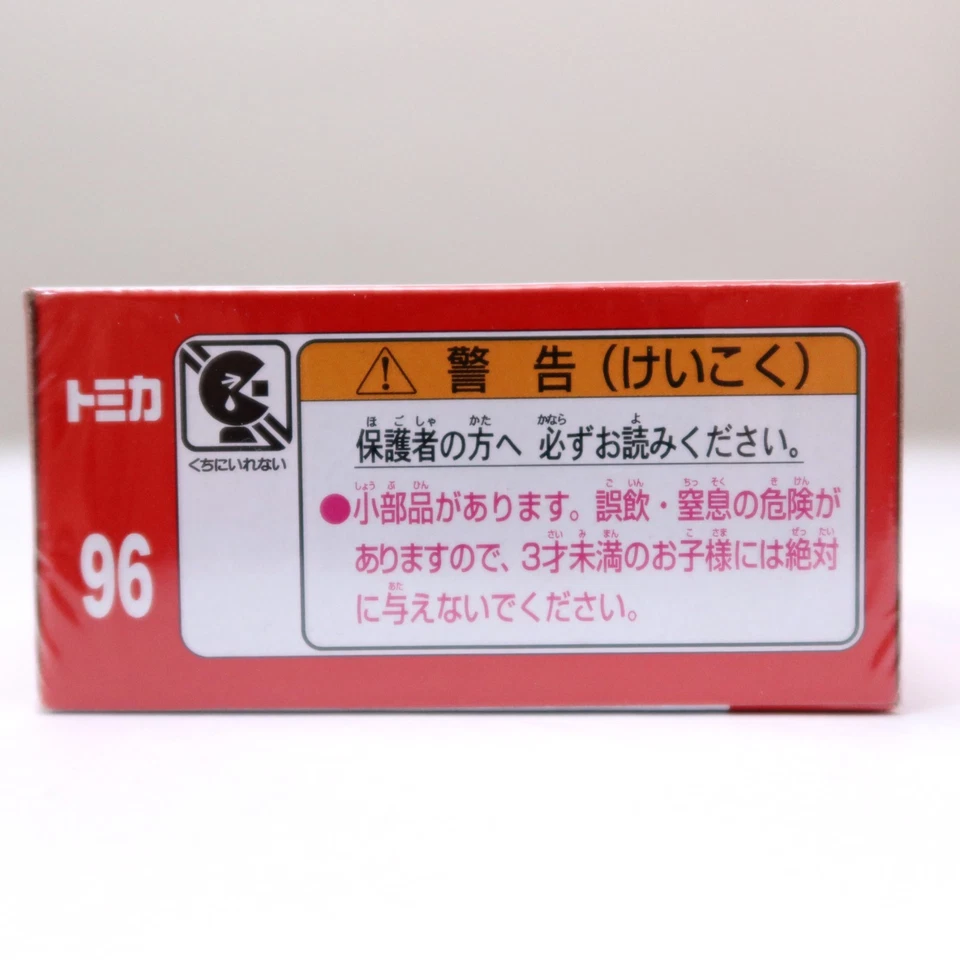 トミカ
96
くちにいれない
警告(けいこく)
ほごしゃ かた かなら よ
保護者の方へ 必ずお読みください。
しょうぶひん ごいん ちっそく きけん
●小部品があります。誤飲・窒息の危険が
さいみまん こさま ぜったい
ありますので、3才未満のお子様には絶対
あた
に与えないでください。